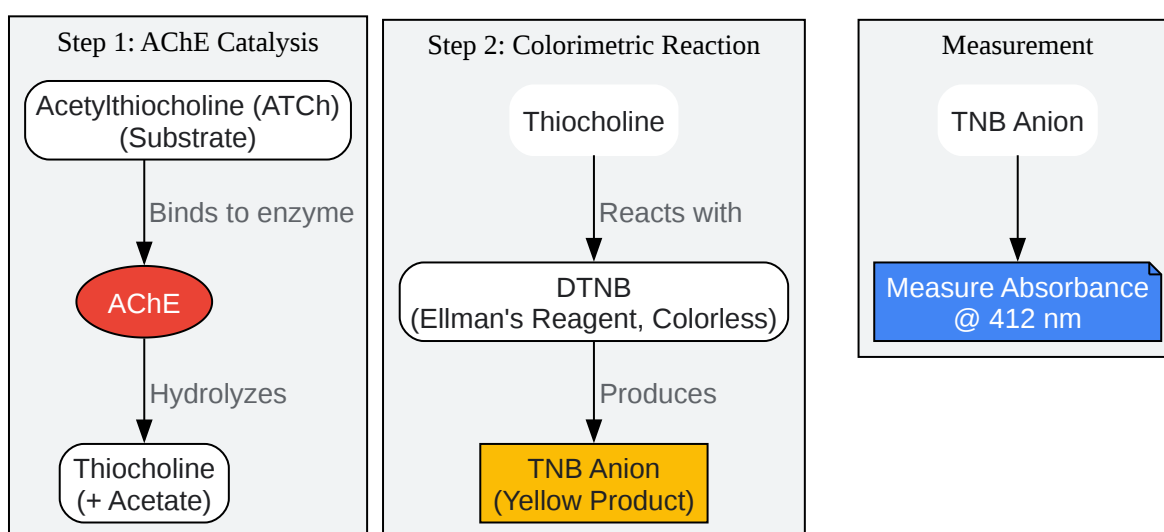 Step 1: AChE Catalysis
Acetylthiocholine (ATCh)
(Substrate)
Binds to enzyme
AChE
Hydrolyzes
Thiocholine
(+ Acetate)
Step 2: Colorimetric Reaction
Thiocholine
Reacts with
DTNB
(Ellman's Reagent, Colorless)
Produces
TNB Anion
(Yellow Product)
Measurement
TNB Anion
Measure Absorbance
@ 412 nm